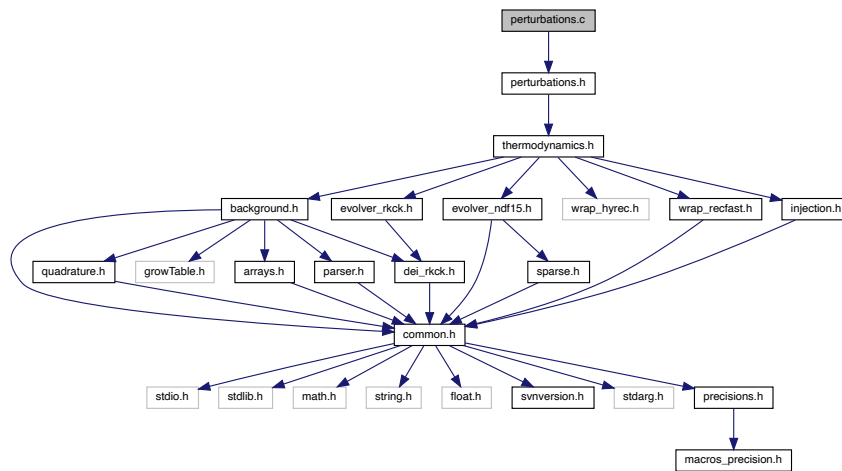 perturbations.c
perturbations.h
thermodynamics.h
background.h
evolver_rkck.h
evolver_ndf15.h
wrap_hyrec.h
wrap_recfast.h
injection.h
quadrature.h
growTable.h
arrays.h
parser.h
dei_rkck.h
sparse.h
common.h
stdio.h
stdlib.h
math.h
string.h
float.h
svnversion.h
stdarg.h
precisions.h
macros_precision.h